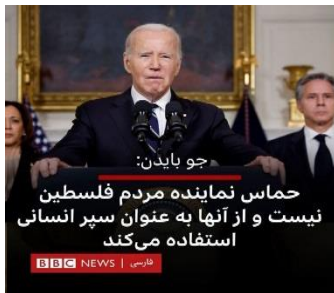 جو بایدن:
حماس نماینده مردم فلسطین
نیست و از آنها به عنوان سپر انسانی
استفاده می‌کند
BBC NEWS | فارسی